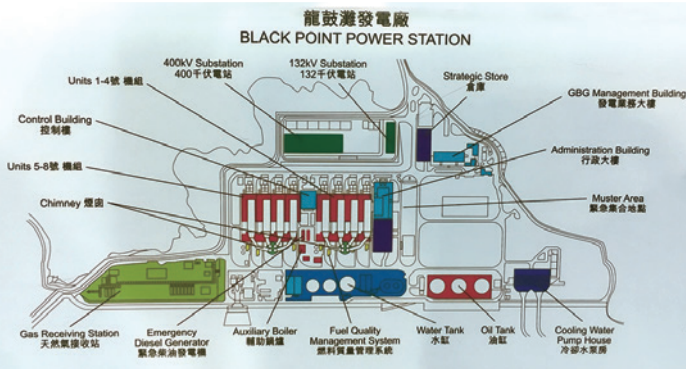 龍鼓灘發電廠
BLACK POINT POWER STATION
400kV Substation
400千伏電站
132kV Substation
132千伏電站
Strategic Store
倉庫
Units 1-4號 機組
GBG Management Building
發電業務大樓
Control Building
控制樓
Administration Building
行政大樓
Units 5-8號 機組
Muster Area
緊急集合地點
Chimney 煙囱
Gas Receiving Station
天然氣接收站
Emergency
Diesel Generator
緊急柴油發電機
Auxiliary Boiler
輔助鍋爐
Fuel Quality
Management System
燃料質量管理系統
Water Tank
水缸
Oil Tank
油缸
Cooling Water
Pump House
冷卻水泵房